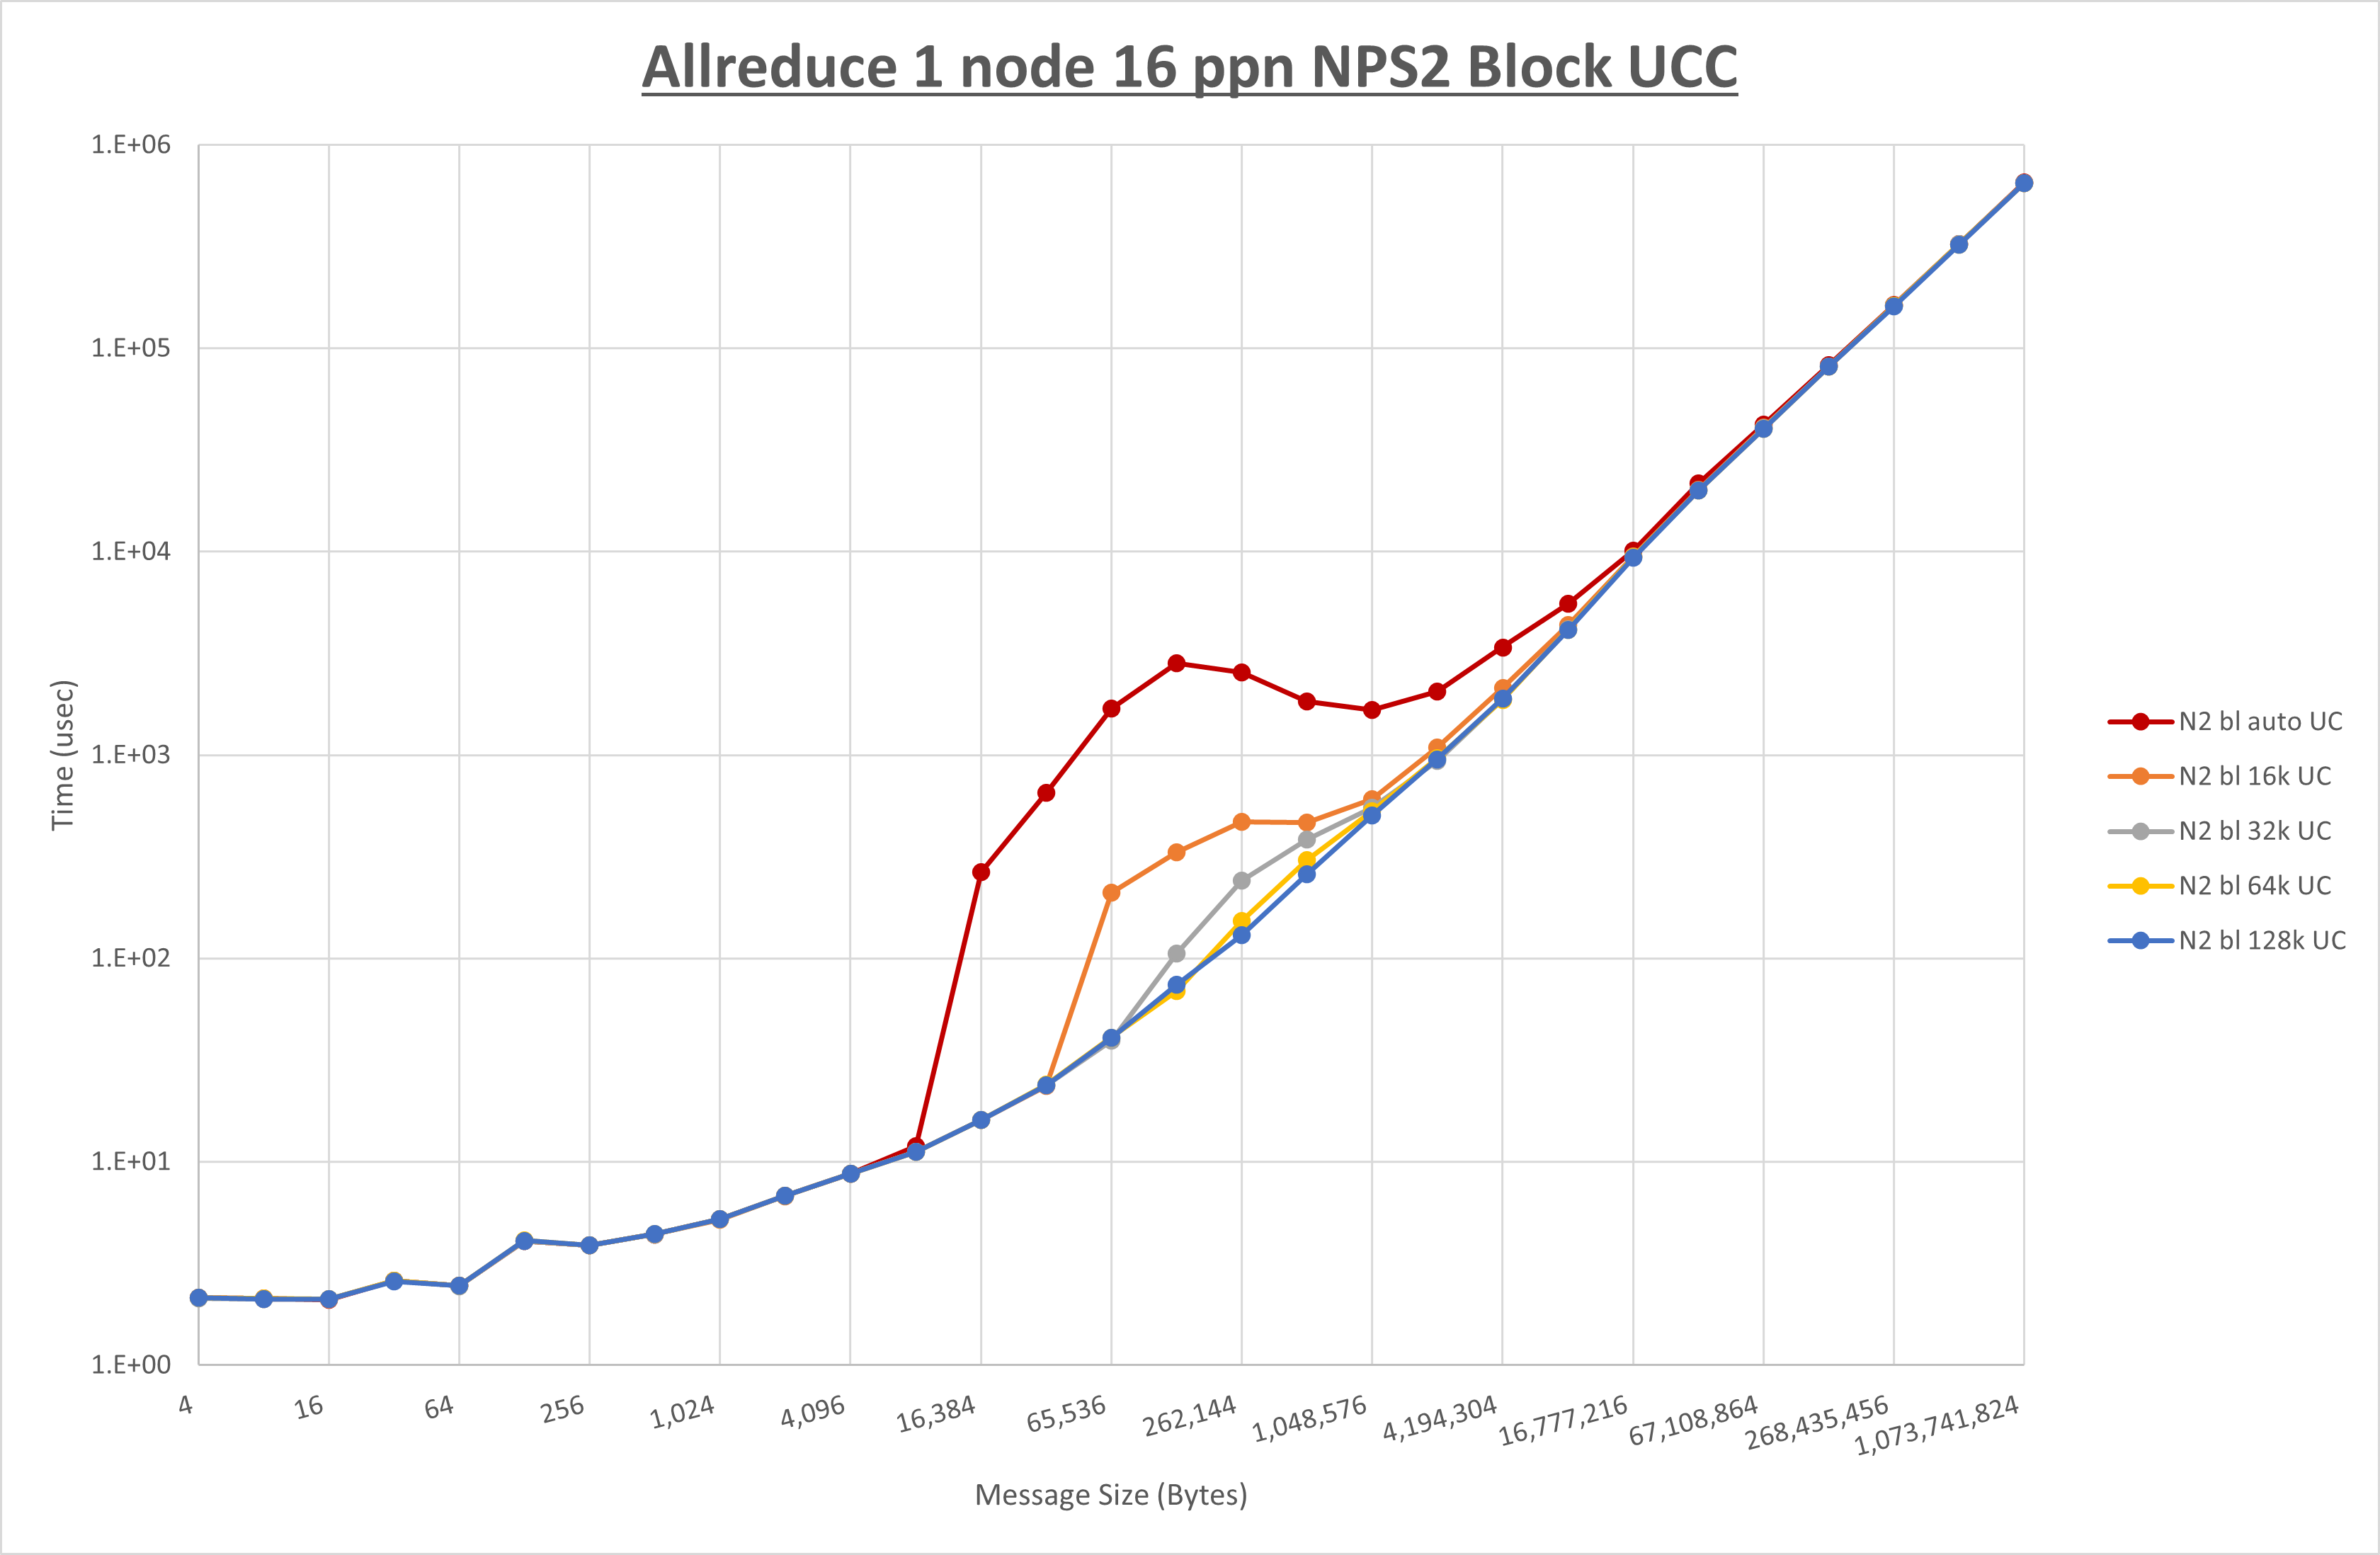 Allreduce 1 node 16 ppn NPS2 Block UCC
1.E+06
1.E+05
1.E+04
1.E+03
1.E+02
1.E+01
1.E+00
Time (usec)
4
16
64
256
1,024
4,096
16,384
65,536
262,144
1,048,576
4,194,304
16,777,216
67,108,864
268,435,456
1,073,741,824
Message Size (Bytes)
N2 bl auto UC
N2 bl 16k UC
N2 bl 32k UC
N2 bl 64k UC
N2 bl 128k UC